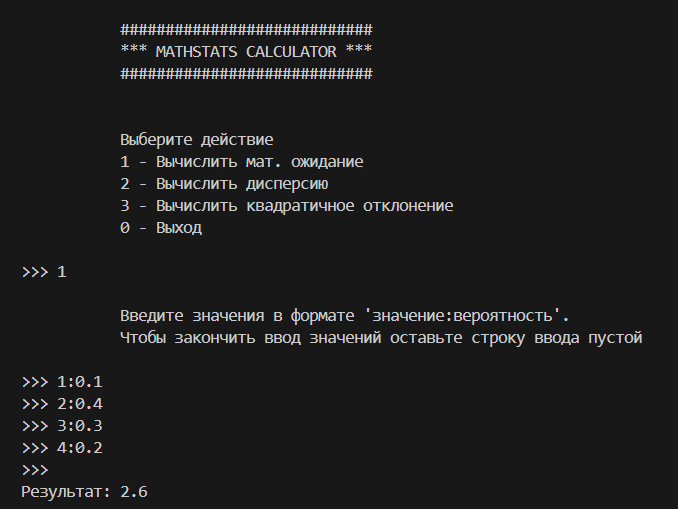 ############################
*** MATHSTATS CALCULATOR ***
############################
Выберите действие
1 - Вычислить мат. ожидание
2 - Вычислить дисперсию
3 - Вычислить квадратичное отклонение
0 - Выход
>>> 1
Введите значения в формате 'значение:вероятность'.
Чтобы закончить ввод значений оставьте строку ввода пустой
>>> 1:0.1
>>> 2:0.4
>>> 3:0.3
>>> 4:0.2
>>>
Результат: 2.6